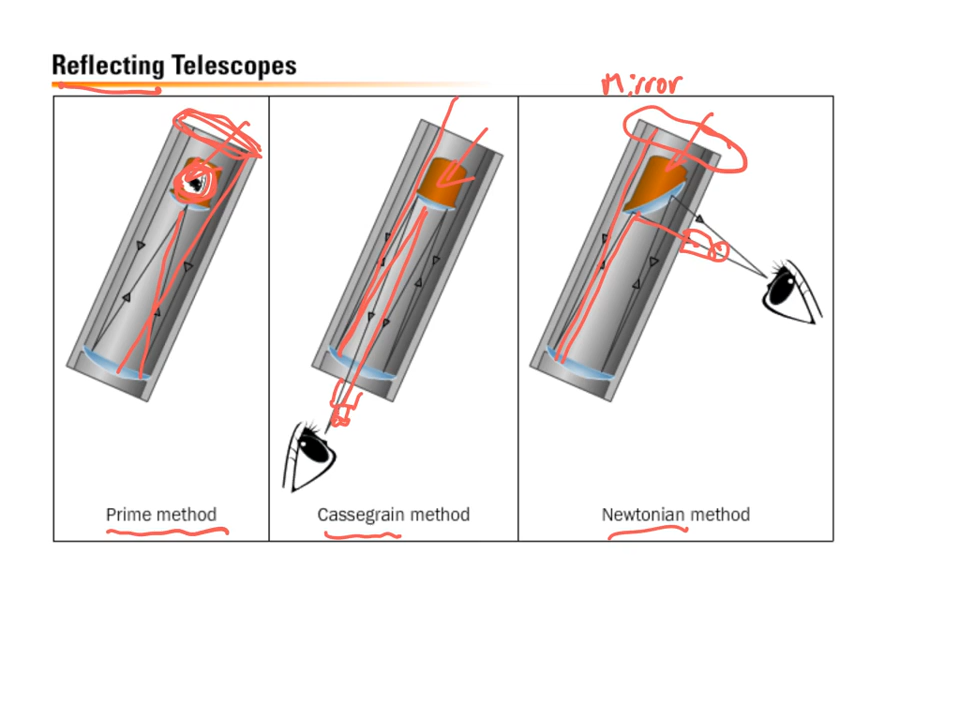 Reflecting Telescopes
Mirror
Prime method
Cassegrain method
Newtonian method